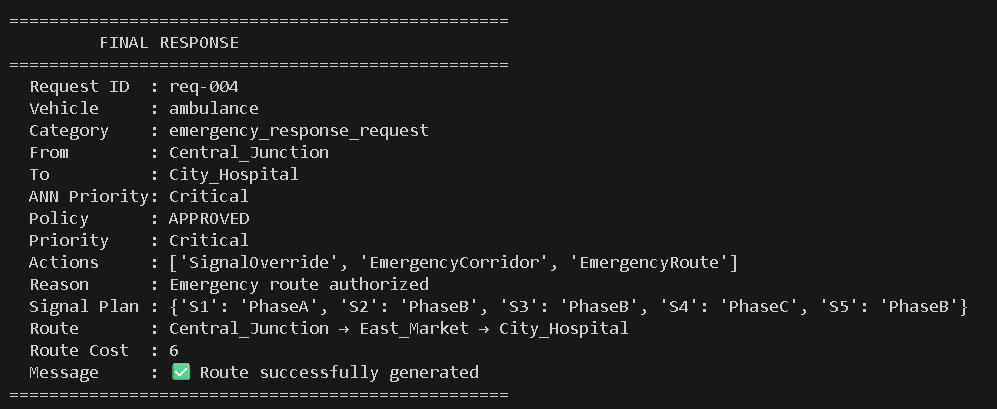 ==================================================
         FINAL RESPONSE
==================================================
  Request ID  : req-004
  Vehicle     : ambulance
  Category    : emergency_response_request
  From        : Central_Junction
  To          : City_Hospital
  ANN Priority: Critical
  Policy      : APPROVED
  Priority    : Critical
  Actions     : ['SignalOverride', 'EmergencyCorridor', 'EmergencyRoute']
  Reason      : Emergency route authorized
  Signal Plan : {'S1': 'PhaseA', 'S2': 'PhaseB', 'S3': 'PhaseB', 'S4': 'PhaseC', 'S5': 'PhaseB'}
  Route       : Central_Junction → East_Market → City_Hospital
  Route Cost  : 6
  Message     : ✅ Route successfully generated
==================================================